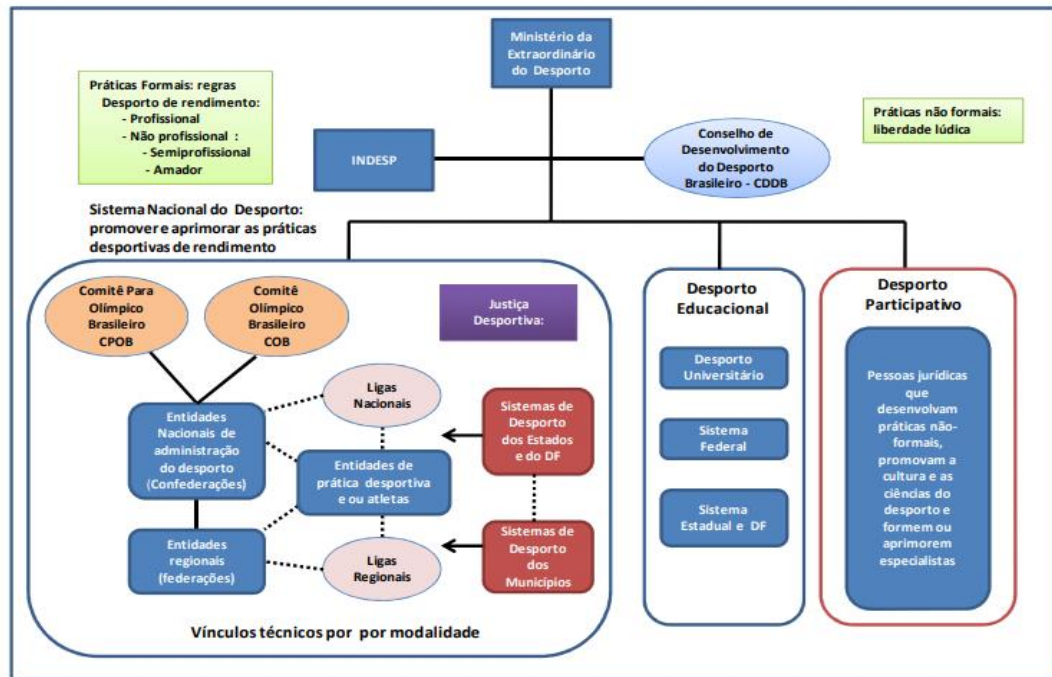 Ministério da
Extraordinário
do Desporto
Práticas Formais: regras
Desporto de rendimento:
- Profissional
- Não profissional :
- Semiprofissional
- Amador
Práticas não formais:
liberdade lúdica
INDESP
Conselho de
Desenvolvimento
do Desporto
Brasileiro - CDDB
Sistema Nacional do Desporto:
promover e aprimorar as práticas
desportivas de rendimento
Comitê Para
Olímpico
Brasileiro
CPOB
Comitê
Olímpico
Brasileiro
COB
Justiça
Desportiva:
Ligas
Nacionais
Entidades
Nacionais de
administração
do desporto
(Confederações)
Entidades de
prática desportiva
e ou atletas
Sistemas de
Desporto
dos Estados
e do DF
Entidades
regionais
(federações)
Ligas
Regionais
Sistemas de
Desporto
dos
Municípios
Vínculos técnicos por por modalidade
Desporto
Educacional
Desporto
Universitário
Sistema
Federal
Sistema
Estadual e DF
Desporto
Participativo
Pessoas jurídicas
que
desenvolvam
práticas não-
formais,
promovam a
cultura e as
ciências do
desporto e
formem ou
aprimorem
especialistas